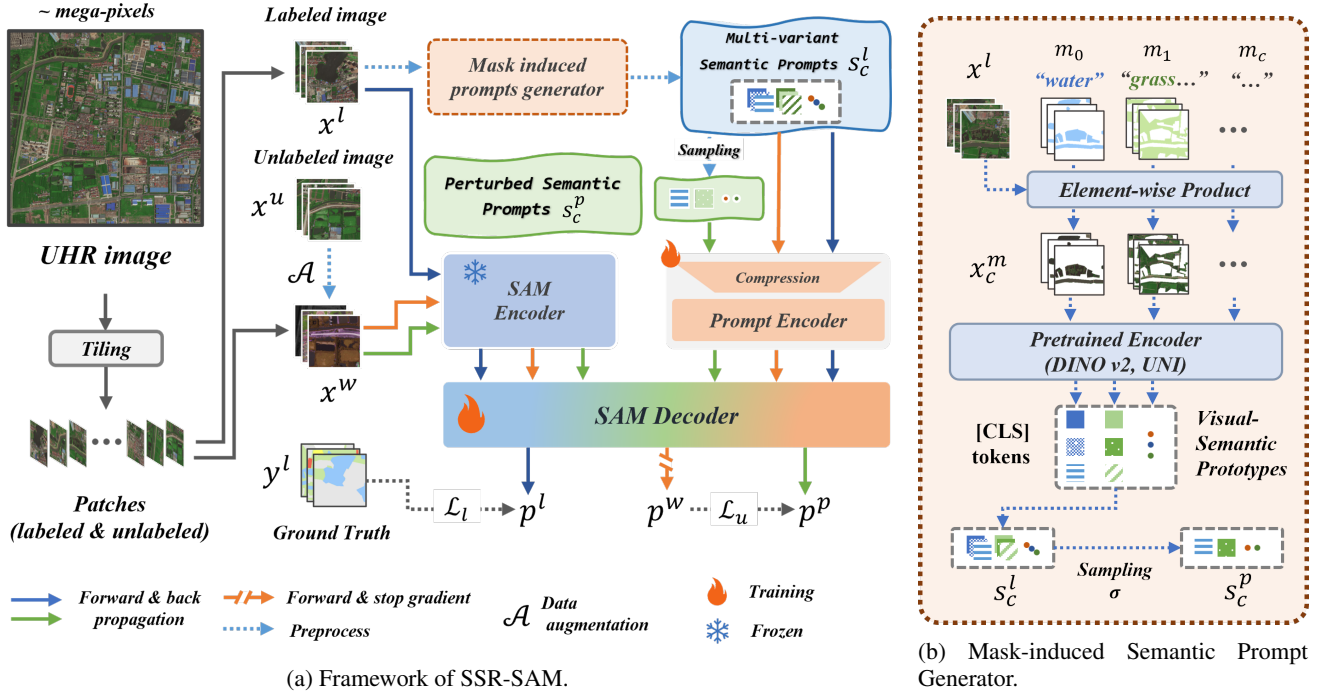 ~ mega-pixels
UHR image
Tiling
Patches
(labeled & unlabeled)
Labeled image
x^l
Unlabeled image
x^u
𝒜
x^w
Mask induced
prompts generator
Multi-variant
Semantic Prompts S_c^l
Sampling
Perturbed Semantic
Prompts S_c^p
SAM
Encoder
Compression
Prompt Encoder
SAM Decoder
y^l
Ground Truth
ℒ_l
p^l
p^w
ℒ_u
p^p
Forward & back
propagation
Forward & stop gradient
Preprocess
𝒜 Data
augmentation
Training
Frozen
(a) Framework of SSR-SAM.
x^l
m_0
m_1
m_c
“water”
“grass…”
“…”
Element-wise Product
x_c^m
Pretrained Encoder
(DINO v2, UNI)
[CLS]
tokens
Visual-
Semantic
Prototypes
S_c^l
Sampling
σ
S_c^p
(b) Mask-induced Semantic Prompt
Generator.